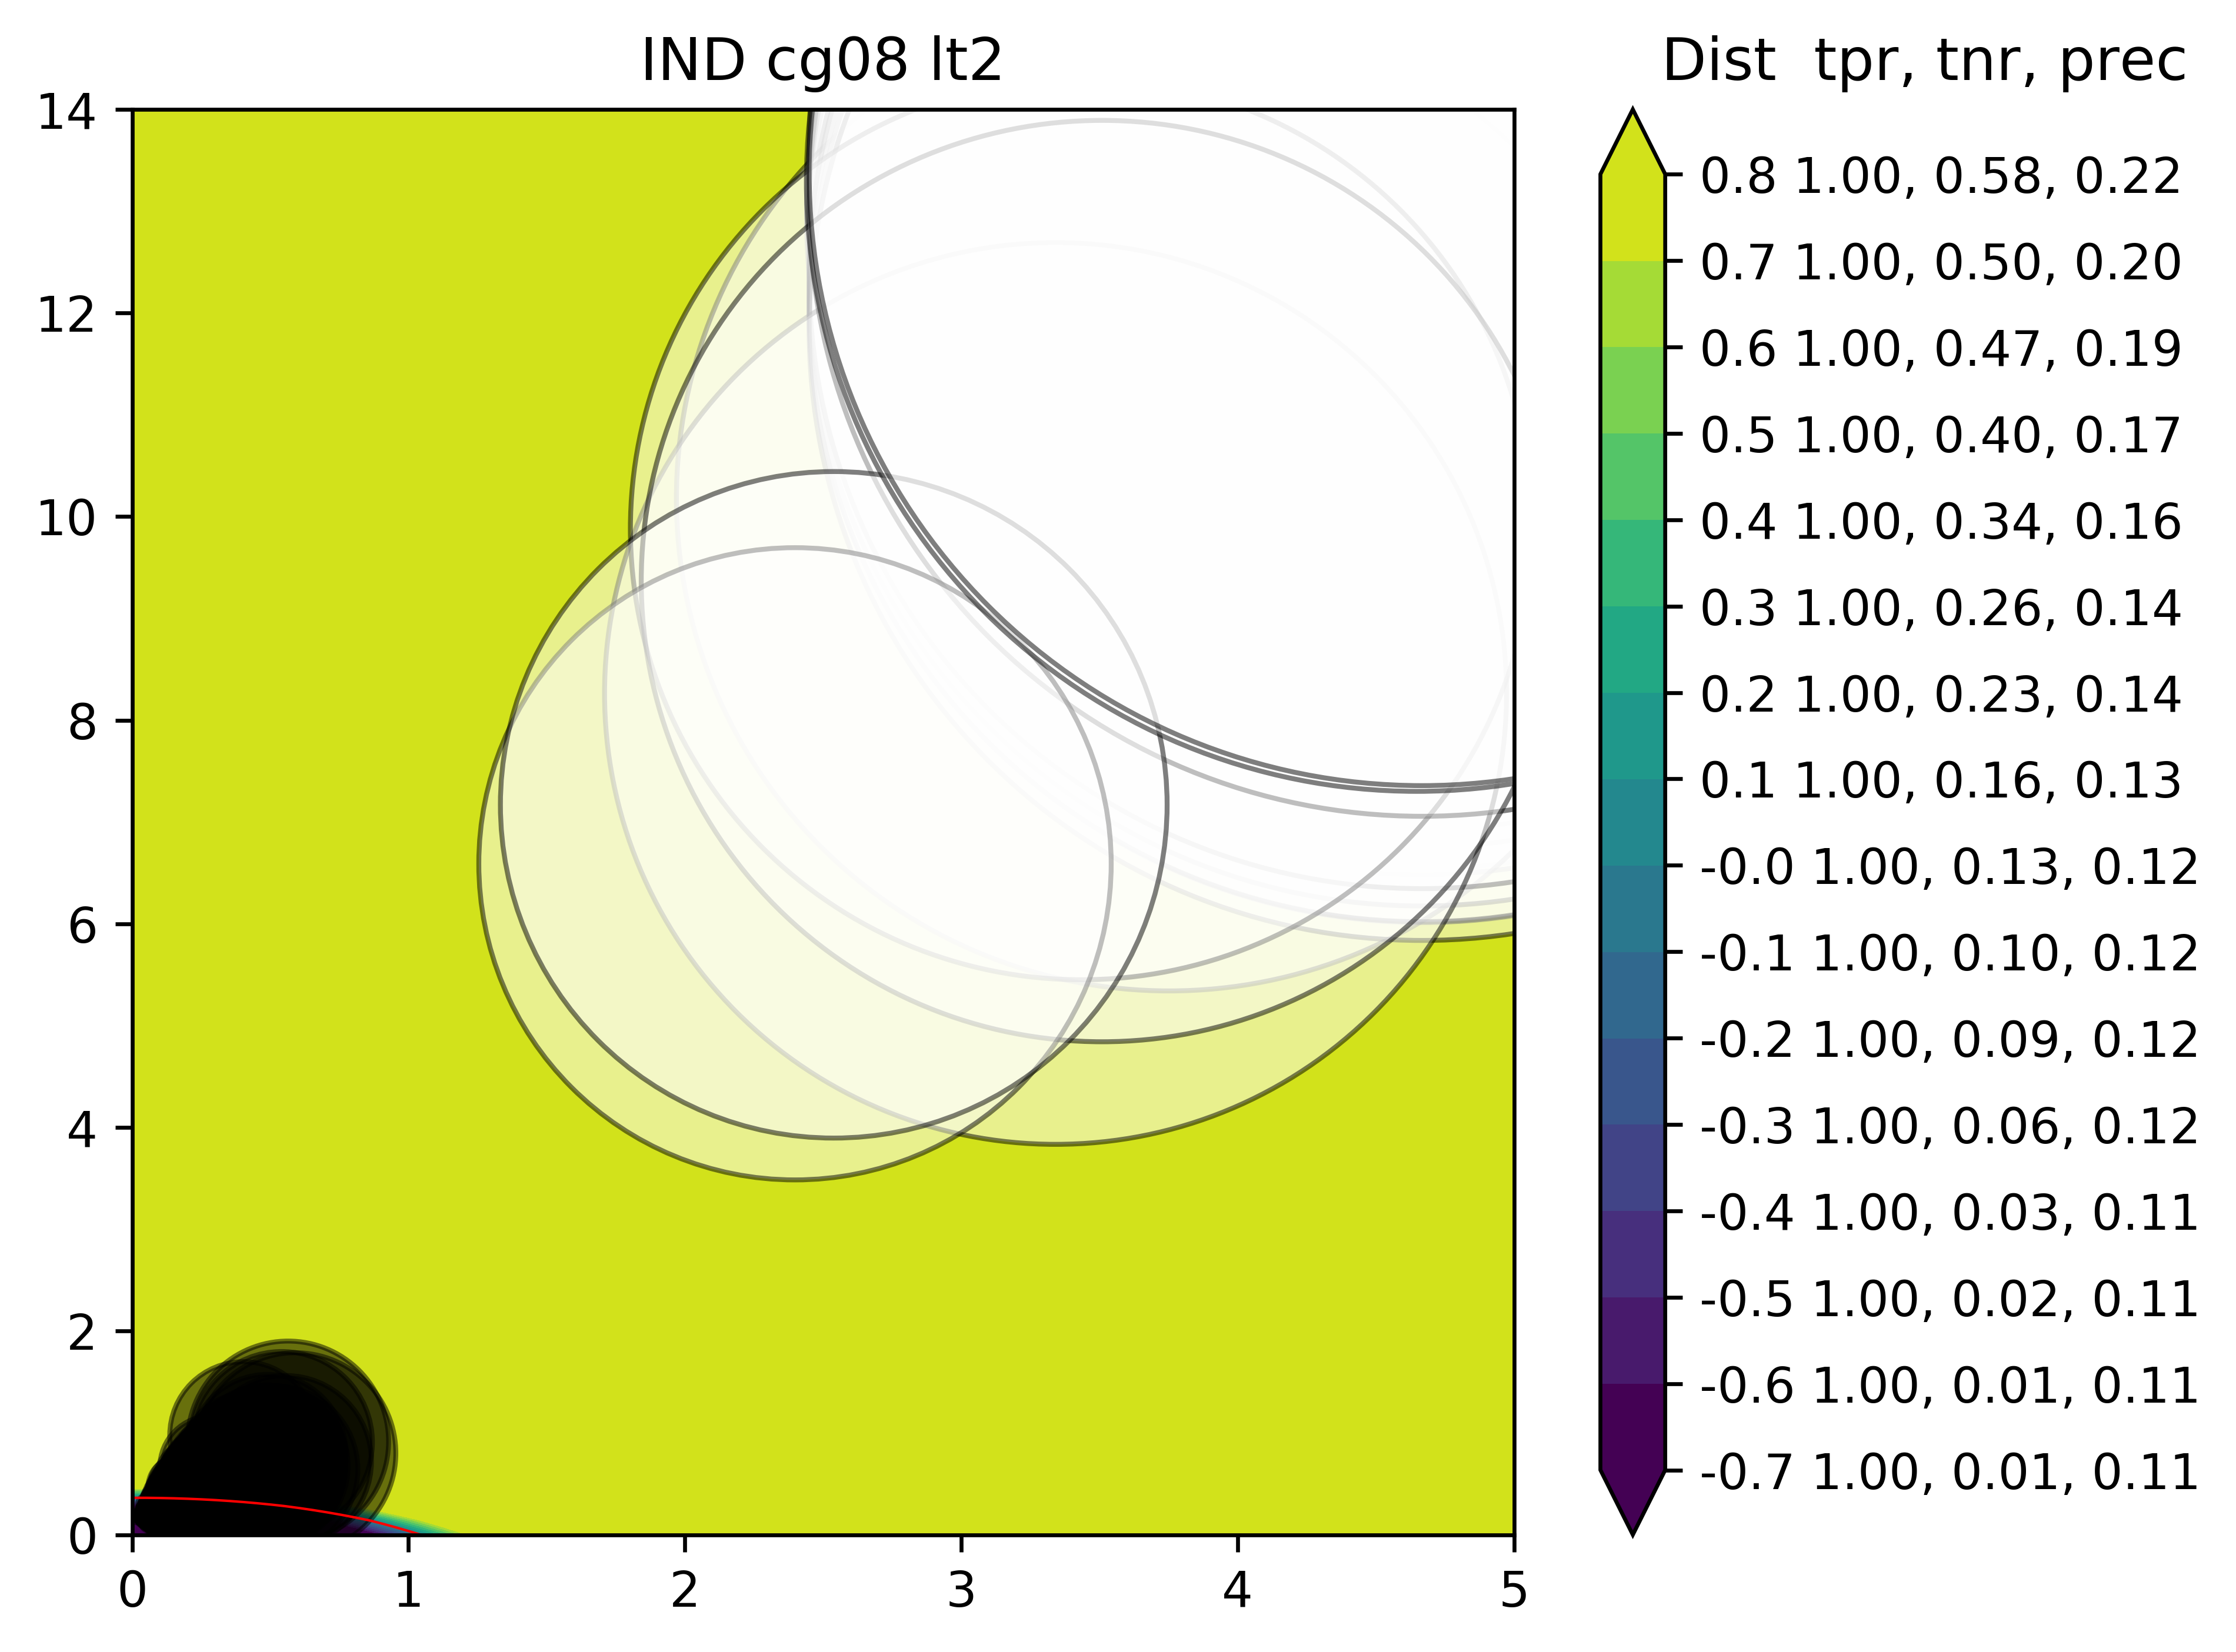 IND cg08 lt2
Dist tpr, tnr, prec
14
12
10
8
6
4
2
0
0 1 2 3 4 5
0.8 1.00, 0.58, 0.22
0.7 1.00, 0.50, 0.20
0.6 1.00, 0.47, 0.19
0.5 1.00, 0.40, 0.17
0.4 1.00, 0.34, 0.16
0.3 1.00, 0.26, 0.14
0.2 1.00, 0.23, 0.14
0.1 1.00, 0.16, 0.13
-0.0 1.00, 0.13, 0.12
-0.1 1.00, 0.10, 0.12
-0.2 1.00, 0.09, 0.12
-0.3 1.00, 0.06, 0.12
-0.4 1.00, 0.03, 0.11
-0.5 1.00, 0.02, 0.11
-0.6 1.00, 0.01, 0.11
-0.7 1.00, 0.01, 0.11